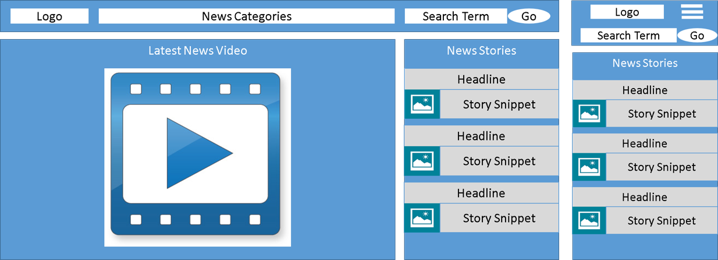 Logo
News Categories
Search Term
Go
Latest News Video
News Stories
Headline
Story Snippet
Headline
Story Snippet
Headline
Story Snippet
Logo
Search Term
Go
News Stories
Headline
Story Snippet
Headline
Story Snippet
Headline
Story Snippet